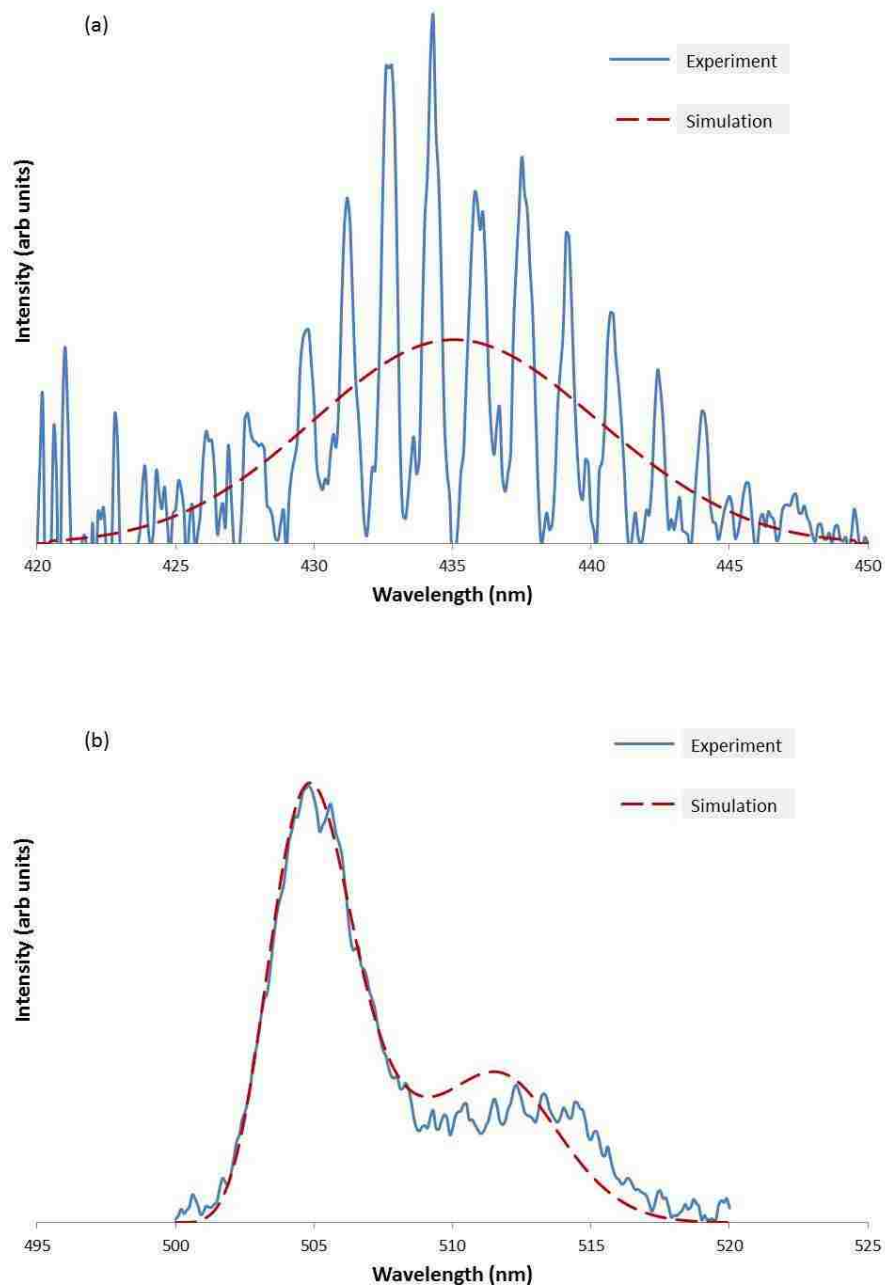 (a)
Experiment
Simulation
Intensity (arb units)
420 425 430 435 440 445 450
Wavelength (nm)
(b)
Experiment
Simulation
Intensity (arb units)
495 500 505 510 515 520 525
Wavelength (nm)